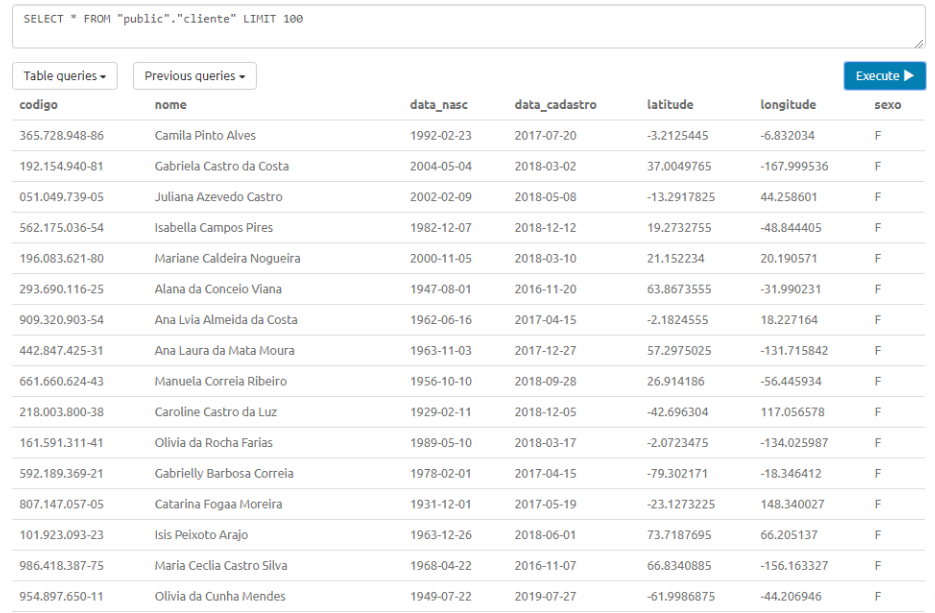 SELECT * FROM "public"."cliente" LIMIT 100
Table queries Previous queries Execute
codigo nome data_nasc data_cadastro latitude longitude sexo
365.728.948-86 Camila Pinto Alves 1992-02-23 2017-07-20 -3.2125445 -6.832034 F
192.154.940-81 Gabriela Castro da Costa 2004-05-04 2018-03-02 37.0049765 -167.999536 F
051.049.739-05 Juliana Azevedo Castro 2002-02-09 2018-05-08 -13.2917825 44.258601 F
562.175.036-54 Isabella Campos Pires 1982-12-07 2018-12-12 19.2732755 -48.844405 F
196.083.621-80 Mariane Caldeira Nogueira 2000-11-05 2018-03-10 21.152234 20.190571 F
293.690.116-25 Alana da Conceio Viana 1947-08-01 2016-11-20 63.8673555 -31.990231 F
909.320.903-54 Ana Lvia Almeida da Costa 1962-06-16 2017-04-15 -2.1824555 18.227164 F
442.847.425-31 Ana Laura da Mata Moura 1963-11-03 2017-12-27 57.2975025 -131.715842 F
661.660.624-43 Manuela Correia Ribeiro 1956-10-10 2018-09-28 26.914186 -56.445934 F
218.003.800-38 Caroline Castro da Luz 1929-02-11 2018-12-05 -42.696304 117.056578 F
161.591.311-41 Olivia da Rocha Farias 1989-05-10 2018-03-17 -2.0723475 -134.025987 F
592.189.369-21 Gabrielly Barbosa Correia 1978-02-01 2017-04-15 -79.302171 -18.346412 F
807.147.057-05 Catarina Fogaa Moreira 1931-12-01 2017-05-19 -23.1273225 148.340027 F
101.923.093-23 Isis Peixoto Arajo 1963-12-26 2018-06-01 73.7187695 66.205137 F
986.418.387-75 Maria Ceclia Castro Silva 1968-04-22 2016-11-07 66.8340885 -156.163327 F
954.897.650-11 Olivia da Cunha Mendes 1949-07-22 2019-07-27 -61.9986875 -44.206946 F